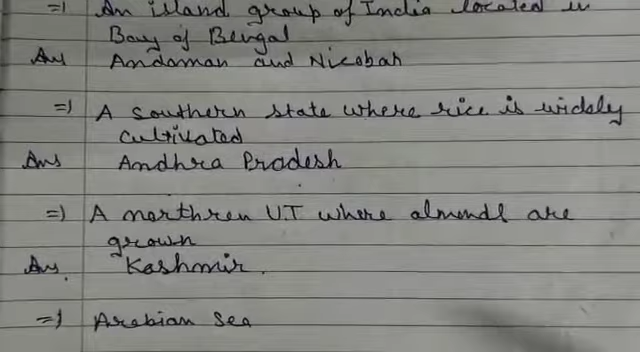 =) An island group of India located in
Bay of Bengal
Ans Andaman and Nicobar
=) A southern state where rice is widely
cultivated
Ans Andhra Pradesh
=) A northren UT where almonds are
grown
Ans. Kashmir.
=) Arabian Sea